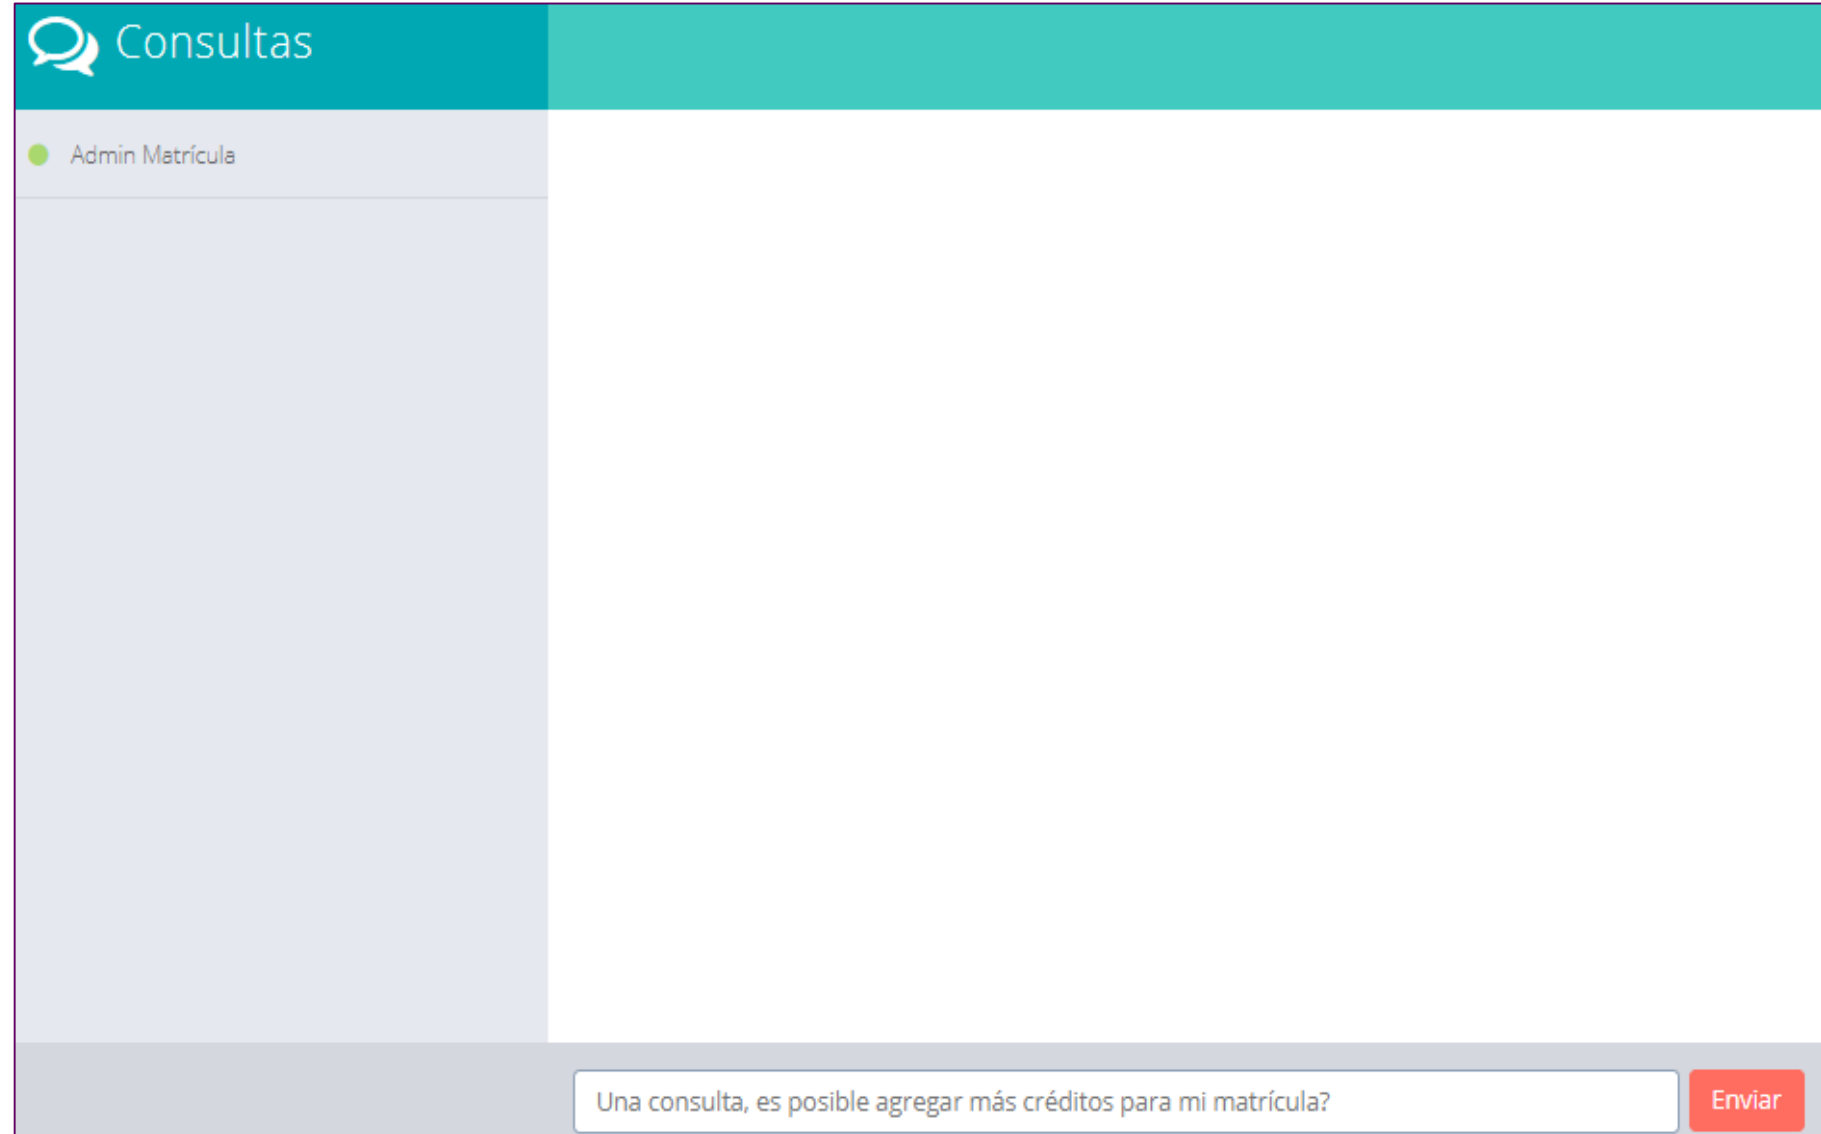 Consultas
Admin Matrícula
Una consulta, es posible agregar más créditos para mi matrícula?
Enviar